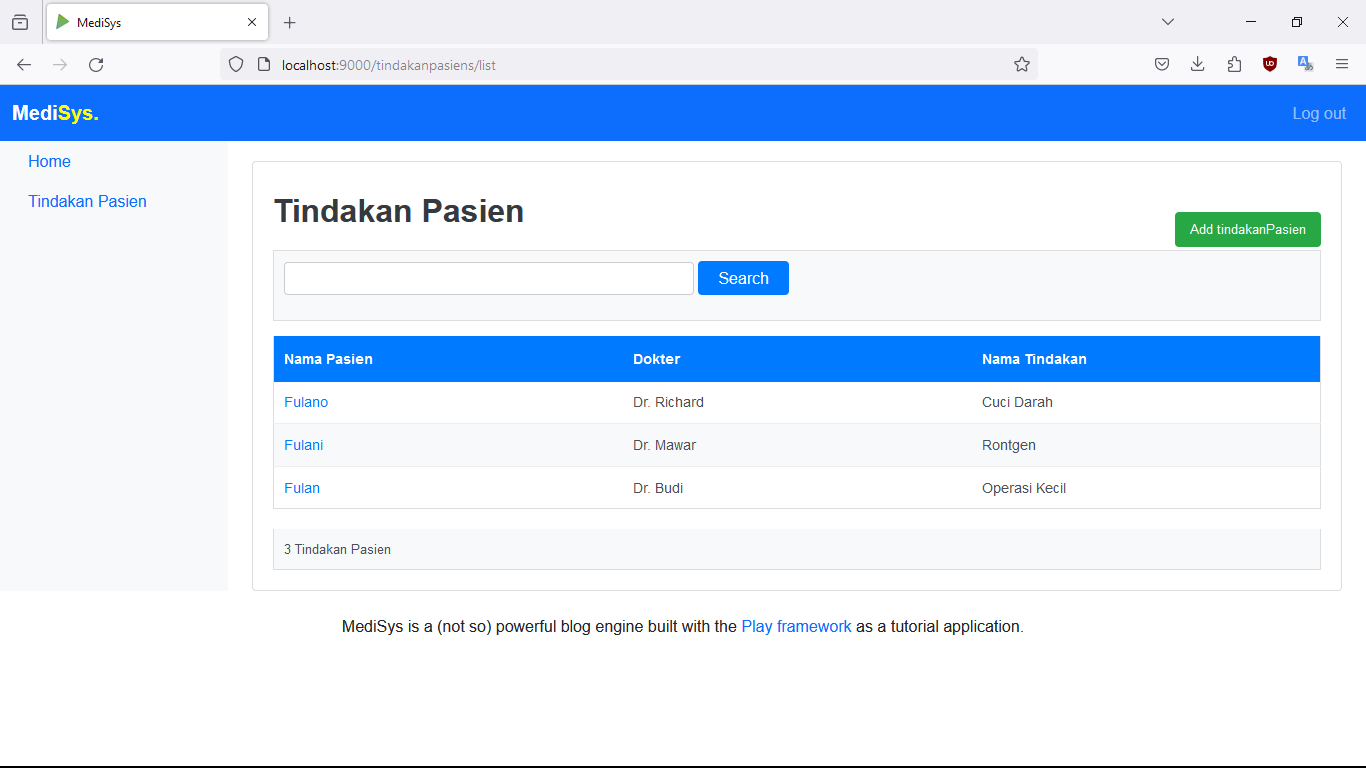 MediSys
localhost:9000/tindakanpasiens/list
MediSys.
Log out
Home
Tindakan Pasien
Tindakan Pasien
Add tindakanPasien
Search
Nama Pasien Dokter Nama Tindakan
Fulano Dr. Richard Cuci Darah
Fulani Dr. Mawar Rontgen
Fulan Dr. Budi Operasi Kecil
3 Tindakan Pasien
MediSys is a (not so) powerful blog engine built with the Play framework as a tutorial application.